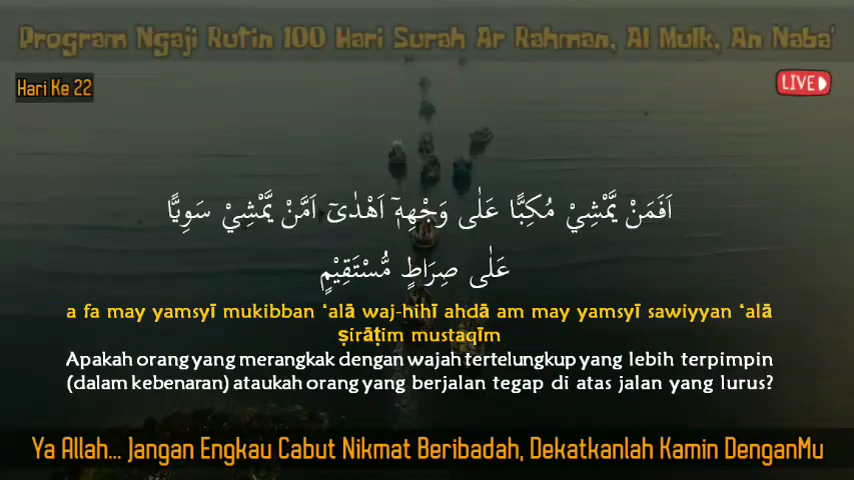 Program Ngaji Rutin 100 Hari Surah Ar Rahman, Al Mulk, An Naba'
Hari Ke 22
LIVE
اَفَمَنْ يَّمْشِيْ مُكِبًّا عَلٰى وَجْهِهٖٓ اَهْدٰىٓ اَمَّنْ يَّمْشِيْ سَوِيًّا
عَلٰى صِرَاطٍ مُّسْتَقِيْمٍ
a fa may yamsyī mukibban ‘alā waj-hihī ahdā am may yamsyī sawiyyan ‘alā
ṣirāṭim mustaqīm
Apakah orang yang merangkak dengan wajah tertelungkup yang lebih terpimpin
(dalam kebenaran) ataukah orang yang berjalan tegap di atas jalan yang lurus?
Ya Allah... Jangan Engkau Cabut Nikmat Beribadah, Dekatkanlah Kamin DenganMu